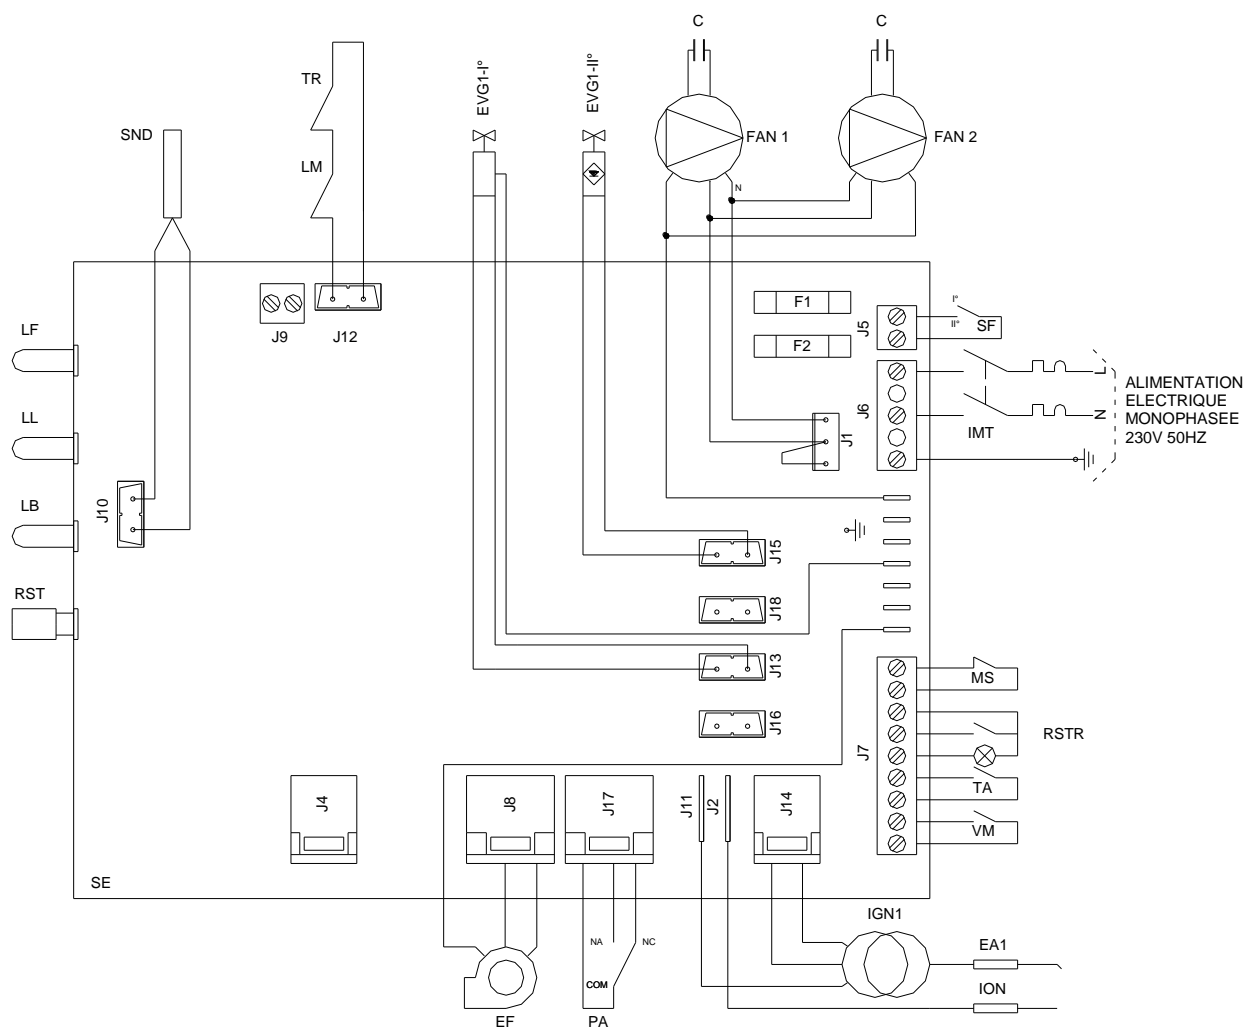 C
C
TR
EVG1-I°
EVG1-II°
SND
FAN 1
FAN 2
LM
N
F1
I°
LF
J9
J12
F2
J5
II°
SF
L
ALIMENTATION
ELECTRIQUE
MONOPHASEE
230V 50HZ
LL
J1
J6
IMT
N
LB
J10
J15
RST
J18
J13
MS
J16
RSTR
J7
TA
J4
J8
J17
J11
J2
J14
VM
SE
IGN1
NA
NC
EA1
COM
ION
EF
PA